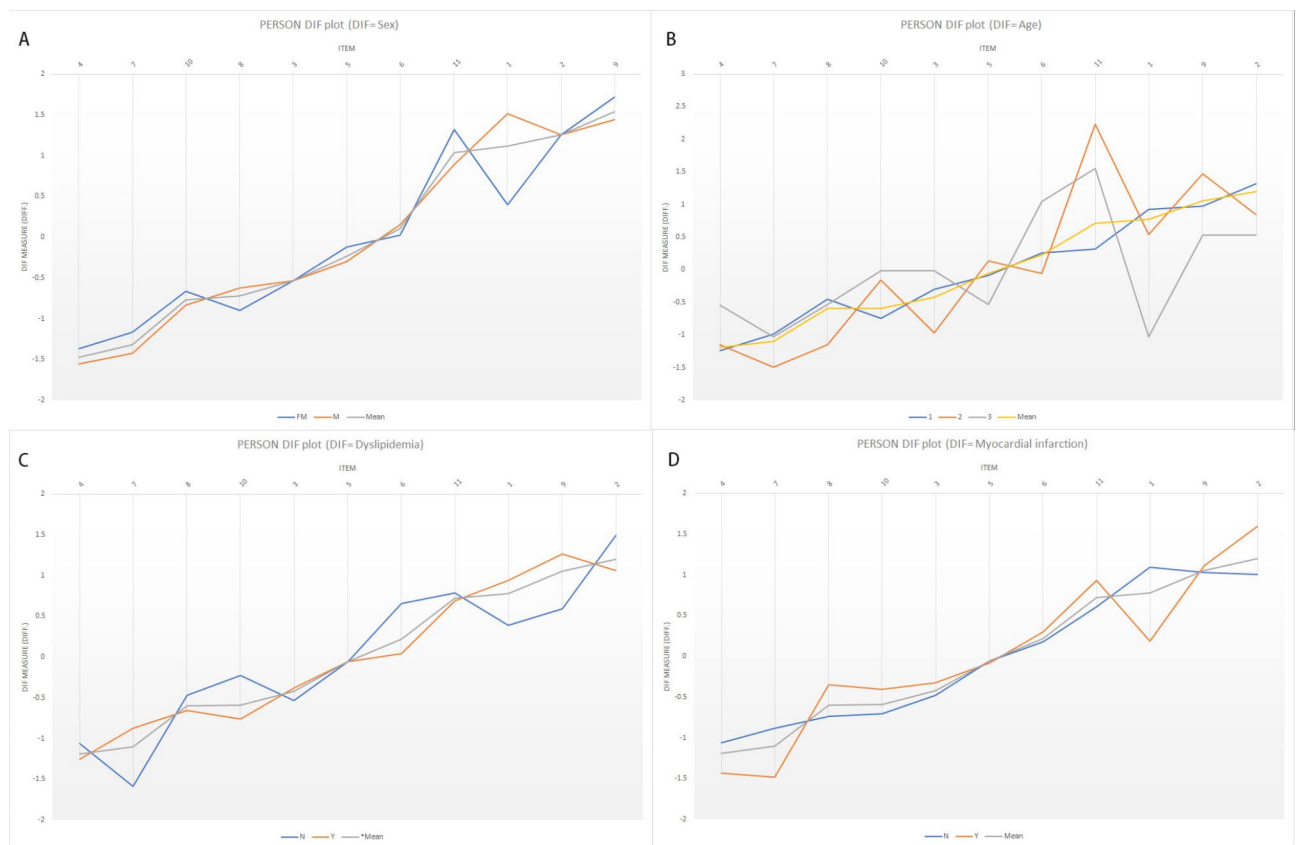 A
PERSON DIF plot (DIF= Sex)
ITEM
4 7 10 8 3 5 6 11 1 2 9
2
1.5
1
0.5
0
-0.5
-1
-1.5
-2
DIF MEASURE (DIFF.)
FM M Mean
B
PERSON DIF plot (DIF= Age)
ITEM
4 7 8 10 3 5 6 11 1 9 2
3
2.5
2
1.5
1
0.5
0
-0.5
-1
-1.5
-2
DIF MEASURE (DIFF.)
1 2 3 Mean
C
PERSON DIF plot (DIF= Dyslipidemia)
ITEM
4 7 8 10 3 5 6 11 1 9 2
2
1.5
1
0.5
0
-0.5
-1
-1.5
-2
DIF MEASURE (DIFF.)
N Y *Mean
D
PERSON DIF plot (DIF= Myocardial infarction)
ITEM
4 7 8 10 3 5 6 11 1 9 2
2
1.5
1
0.5
0
-0.5
-1
-1.5
-2
DIF MEASURE (DIFF.)
N Y Mean